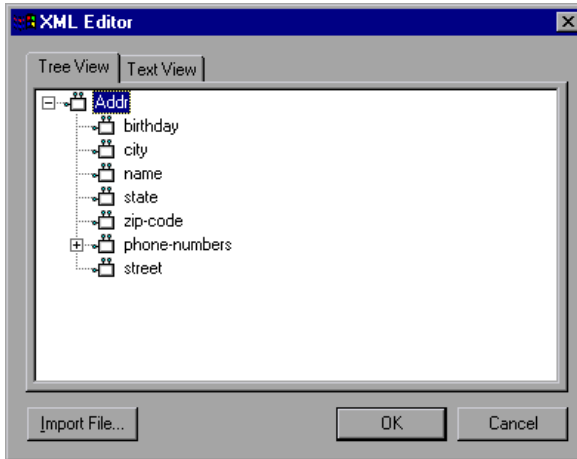 XML Editor
Tree View Text View
Addr
birthday
city
name
state
zip-code
phone-numbers
street
Import File... OK Cancel